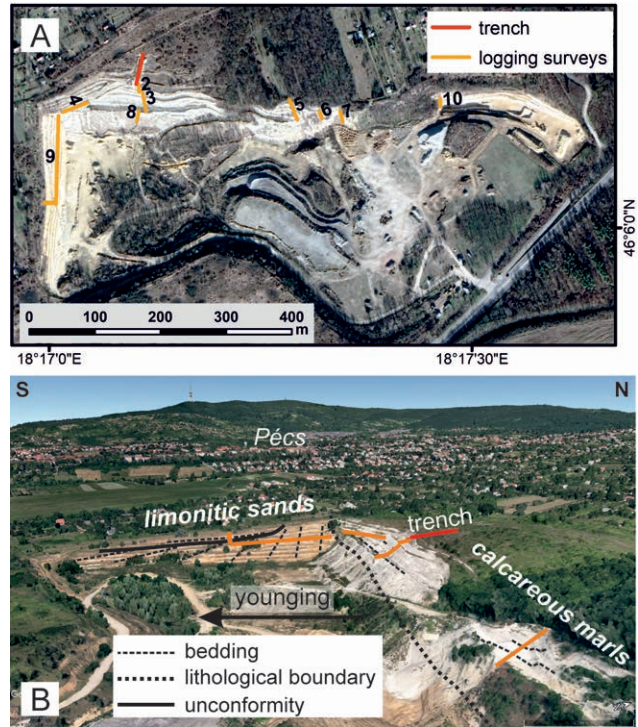 A
trench
logging surveys
2
3
8
4
9
5
6
7
10
46°6'0"N
0 100 200 300 400
m
18°17'0"E
18°17'30"E
S
N
Pécs
limonitic sands
trench
calcareous marls
younging
bedding
lithological boundary
unconformity
B